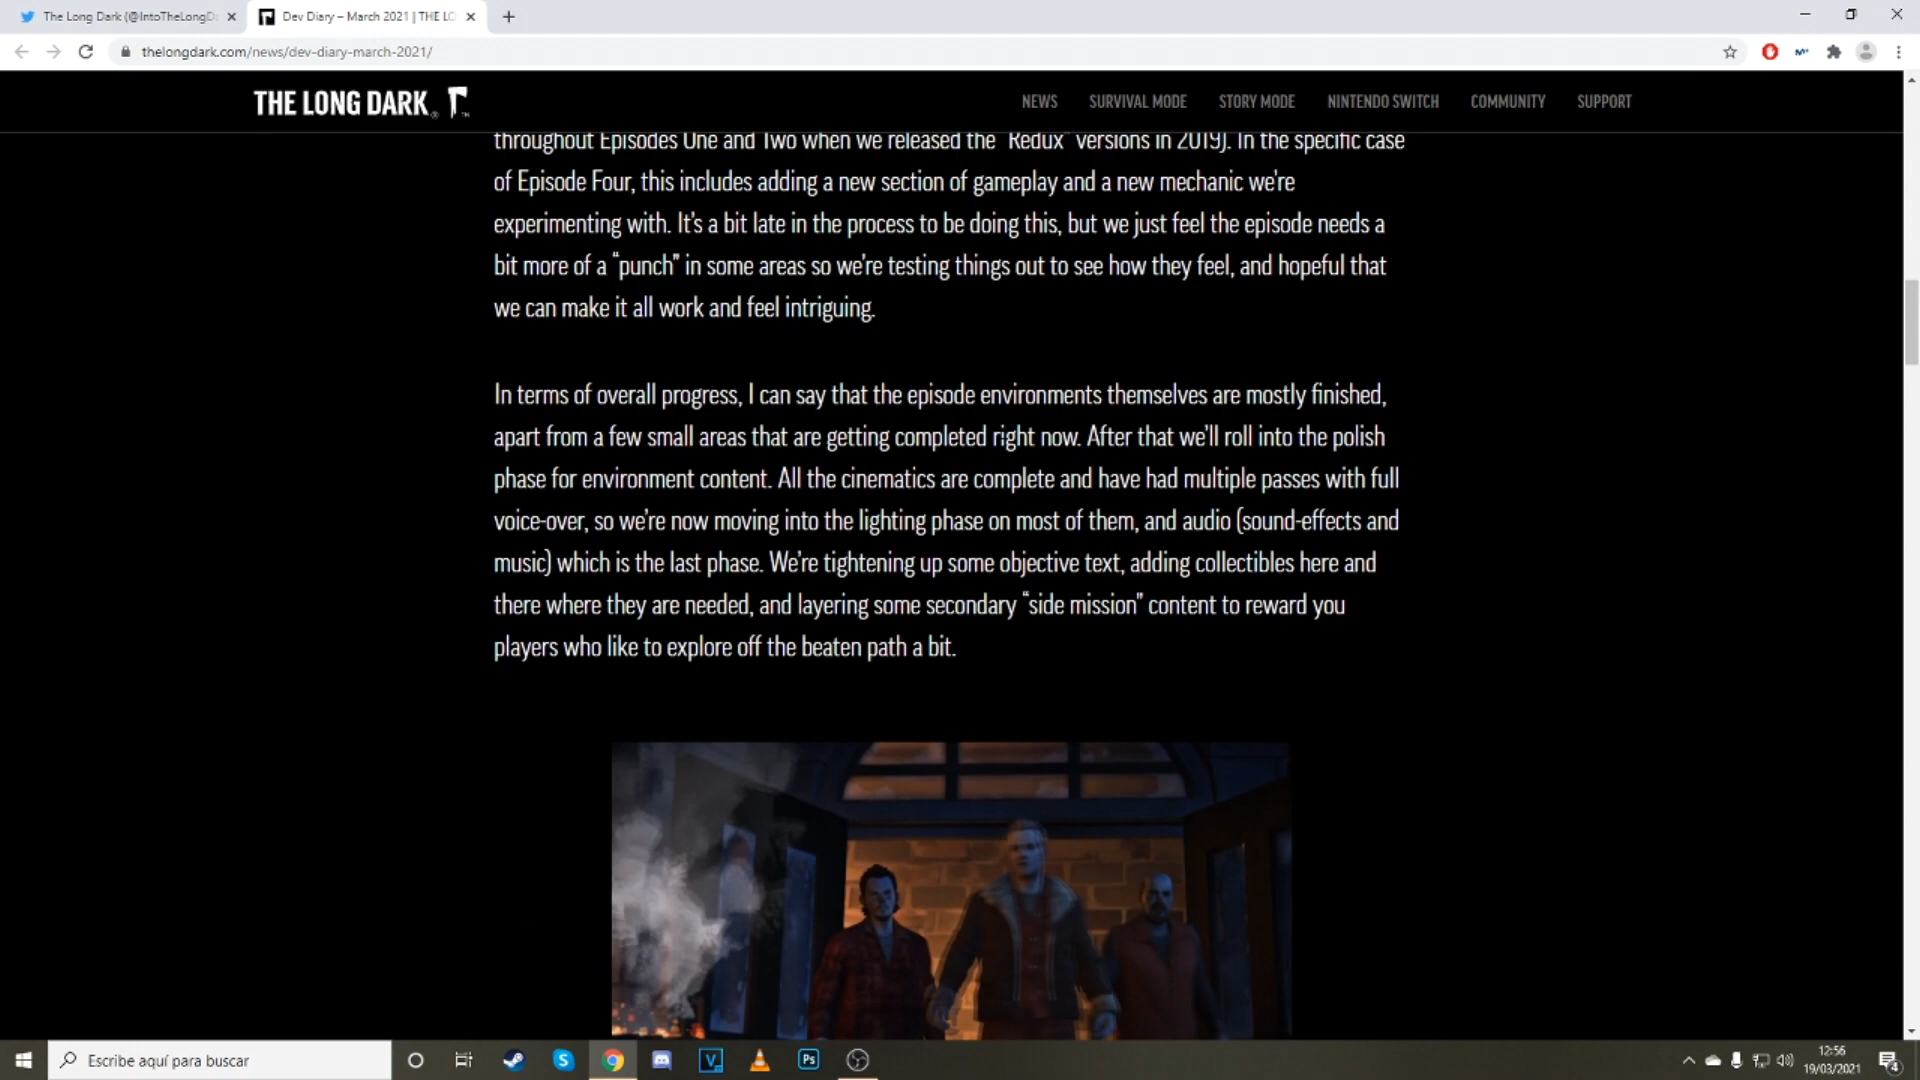 The Long Dark (@IntoTheLongD
Dev Diary – March 2021 | THE LO
thelongdark.com/news/dev-diary-march-2021/
THE LONG DARK
NEWS SURVIVAL MODE STORY MODE NINTENDO SWITCH COMMUNITY SUPPORT
throughout Episodes One and Two when we released the “Redux” versions in 2019). In the specific case
of Episode Four, this includes adding a new section of gameplay and a new mechanic we’re
experimenting with. It’s a bit late in the process to be doing this, but we just feel the episode needs a
bit more of a “punch” in some areas so we’re testing things out to see how they feel, and hopeful that
we can make it all work and feel intriguing.
In terms of overall progress, I can say that the episode environments themselves are mostly finished,
apart from a few small areas that are getting completed right now. After that we’ll roll into the polish
phase for environment content. All the cinematics are complete and have had multiple passes with full
voice-over, so we’re now moving into the lighting phase on most of them, and audio (sound-effects and
music) which is the last phase. We’re tightening up some objective text, adding collectibles here and
there where they are needed, and layering some secondary “side mission” content to reward you
players who like to explore off the beaten path a bit.
Escribe aquí para buscar
12:56
19/03/2021